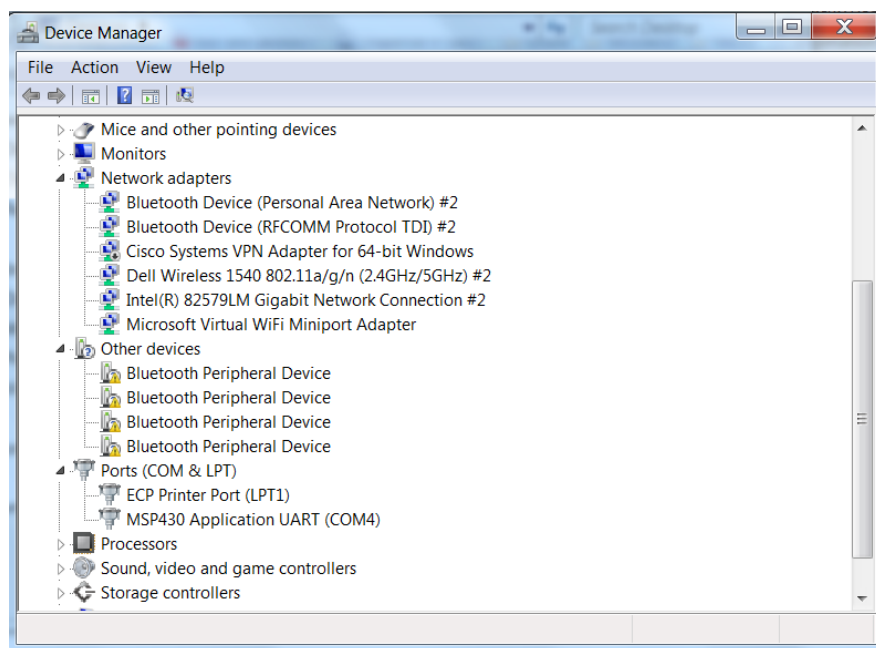 Device Manager
File Action View Help
Mice and other pointing devices
Monitors
Network adapters
Bluetooth Device (Personal Area Network) #2
Bluetooth Device (RFCOMM Protocol TDI) #2
Cisco Systems VPN Adapter for 64-bit Windows
Dell Wireless 1540 802.11a/g/n (2.4GHz/5GHz) #2
Intel(R) 82579LM Gigabit Network Connection #2
Microsoft Virtual WiFi Miniport Adapter
Other devices
Bluetooth Peripheral Device
Bluetooth Peripheral Device
Bluetooth Peripheral Device
Bluetooth Peripheral Device
Ports (COM & LPT)
ECP Printer Port (LPT1)
MSP430 Application UART (COM4)
Processors
Sound, video and game controllers
Storage controllers